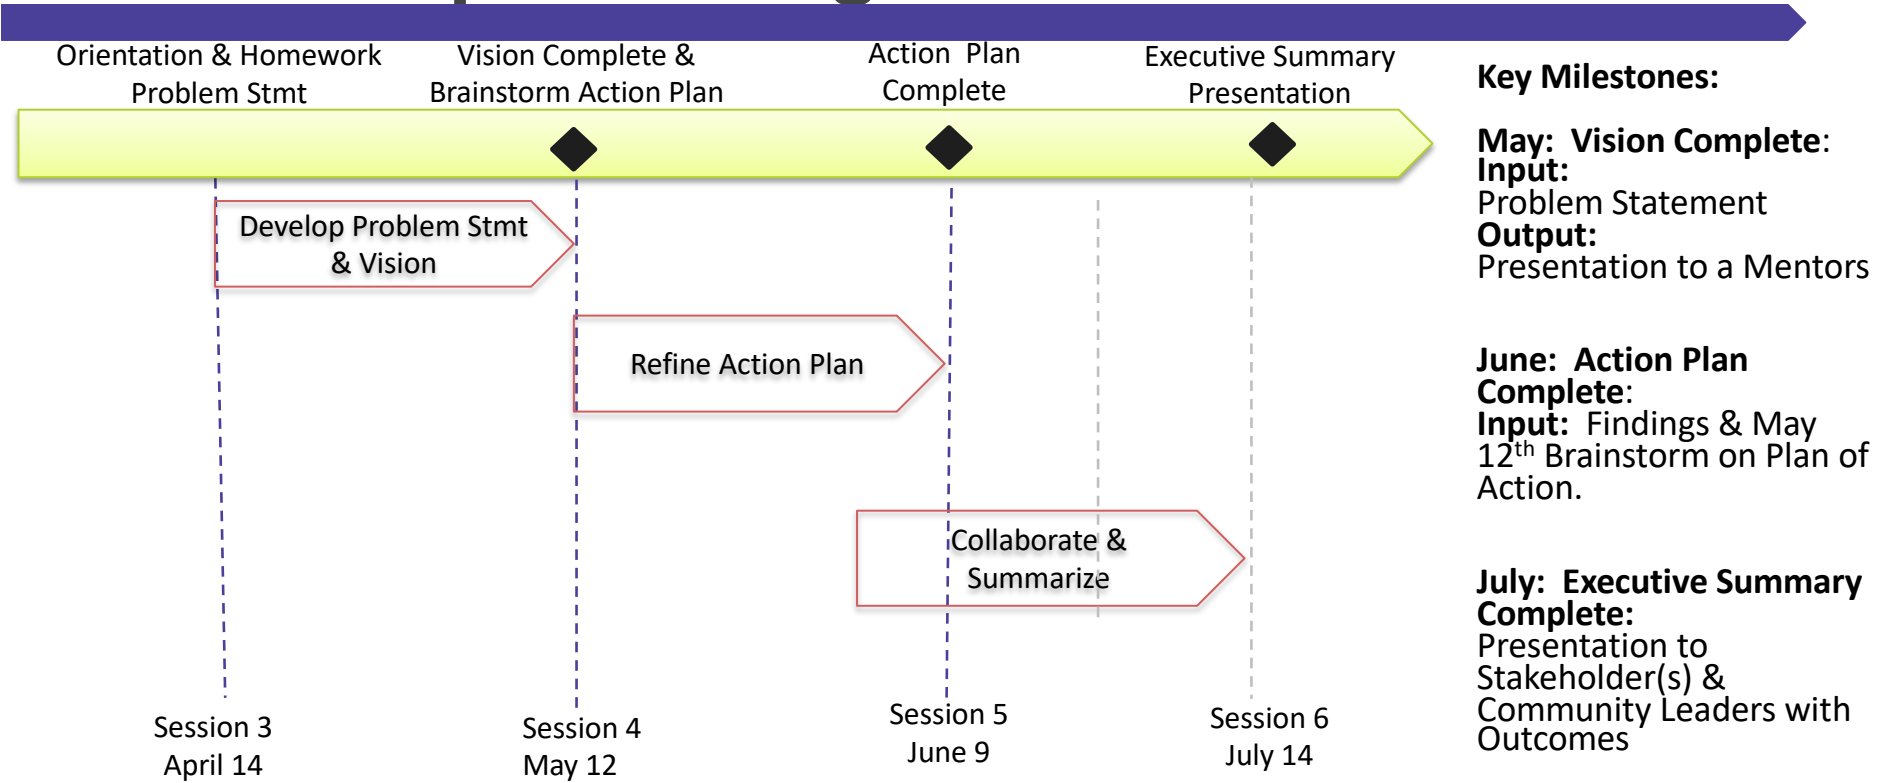 Orientation & Homework
Problem Stmt
Vision Complete &
Brainstorm Action Plan
Action Plan
Complete
Executive Summary
Presentation
Develop Problem Stmt
& Vision
Refine Action Plan
Collaborate &
Summarize
Session 3
April 14
Session 4
May 12
Session 5
June 9
Session 6
July 14
Key Milestones:
May: Vision Complete:
Input:
Problem Statement
Output:
Presentation to a Mentors
June: Action Plan
Complete:
Input: Findings & May
12th Brainstorm on Plan of
Action.
July: Executive Summary
Complete:
Presentation to
Stakeholder(s) &
Community Leaders with
Outcomes